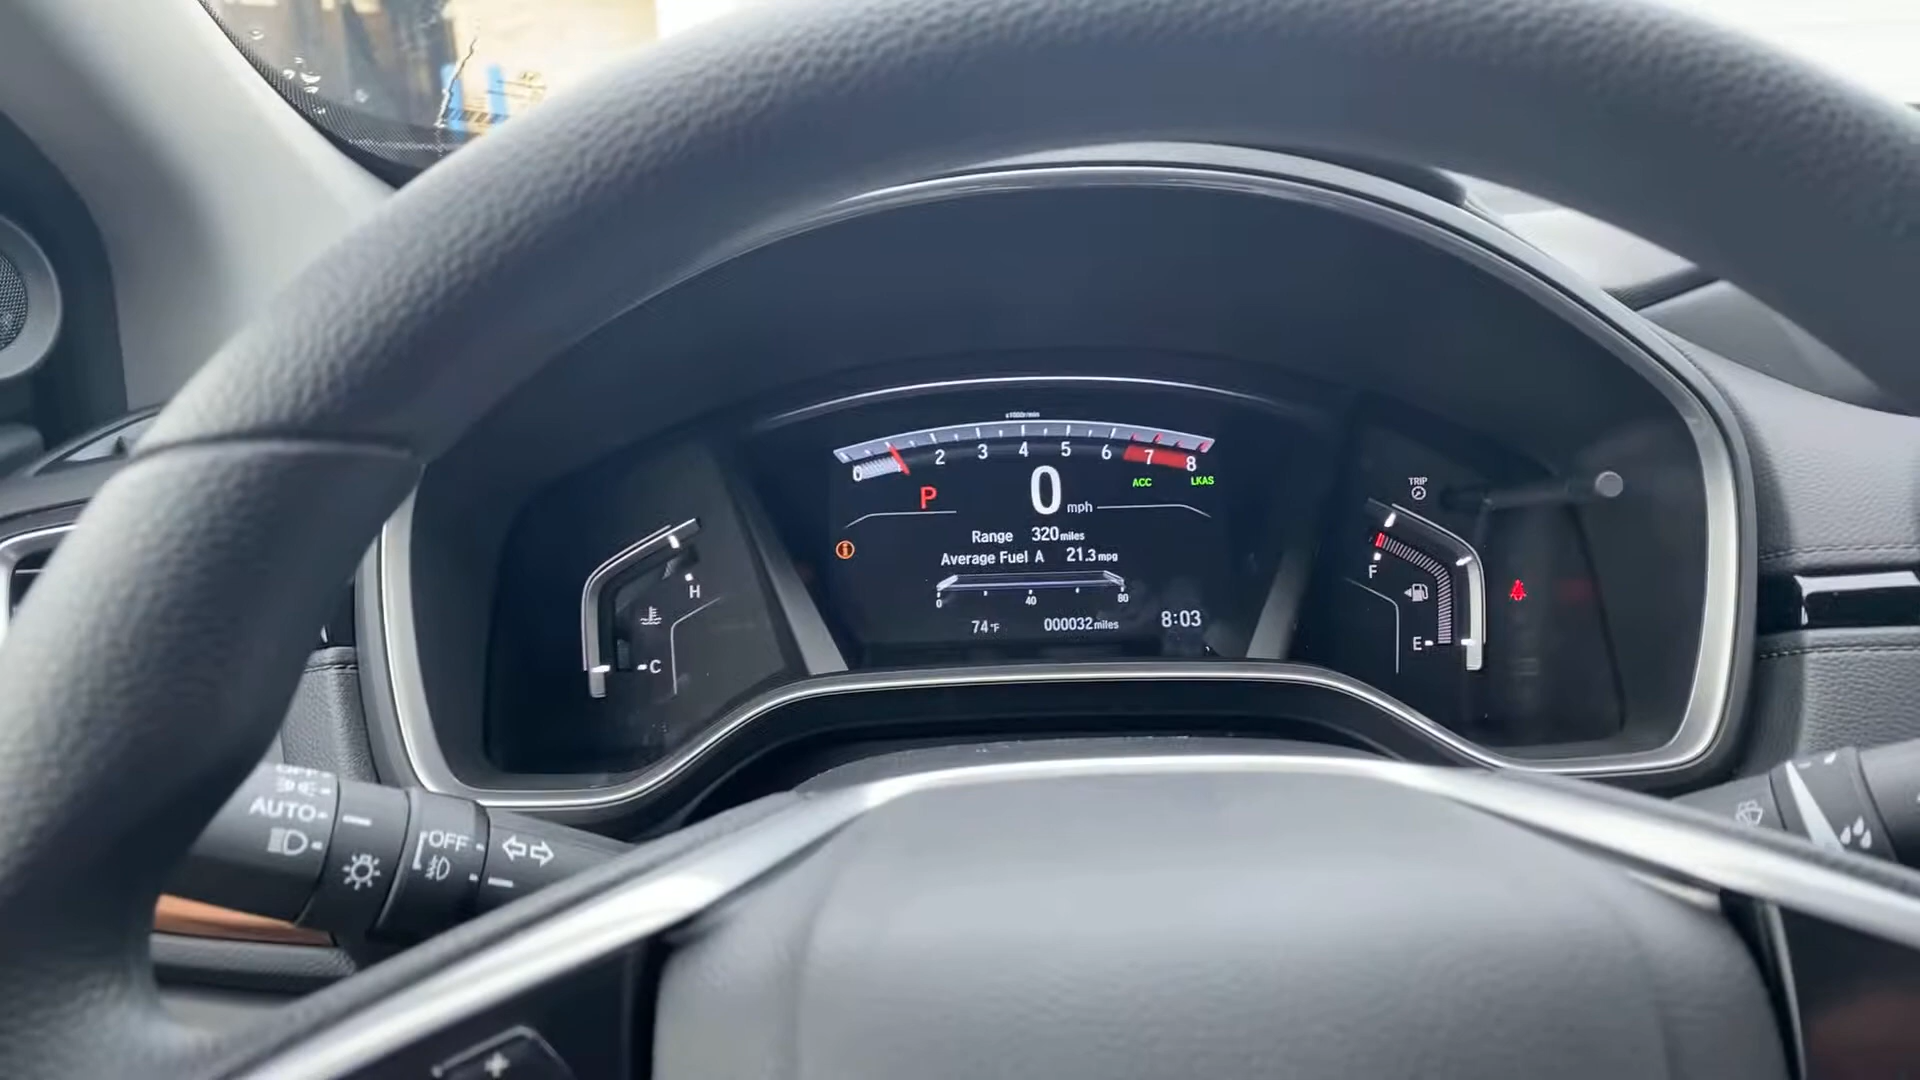 x1000r/min
0 2 3 4 5 6 7 8
P 0 mph ACC LKAS
Range 320 miles
Average Fuel A 21.3 mpg
0 40 80
74°F 000032 miles 8:03
H
C
TRIP
F
E
OFF
AUTO
OFF
+